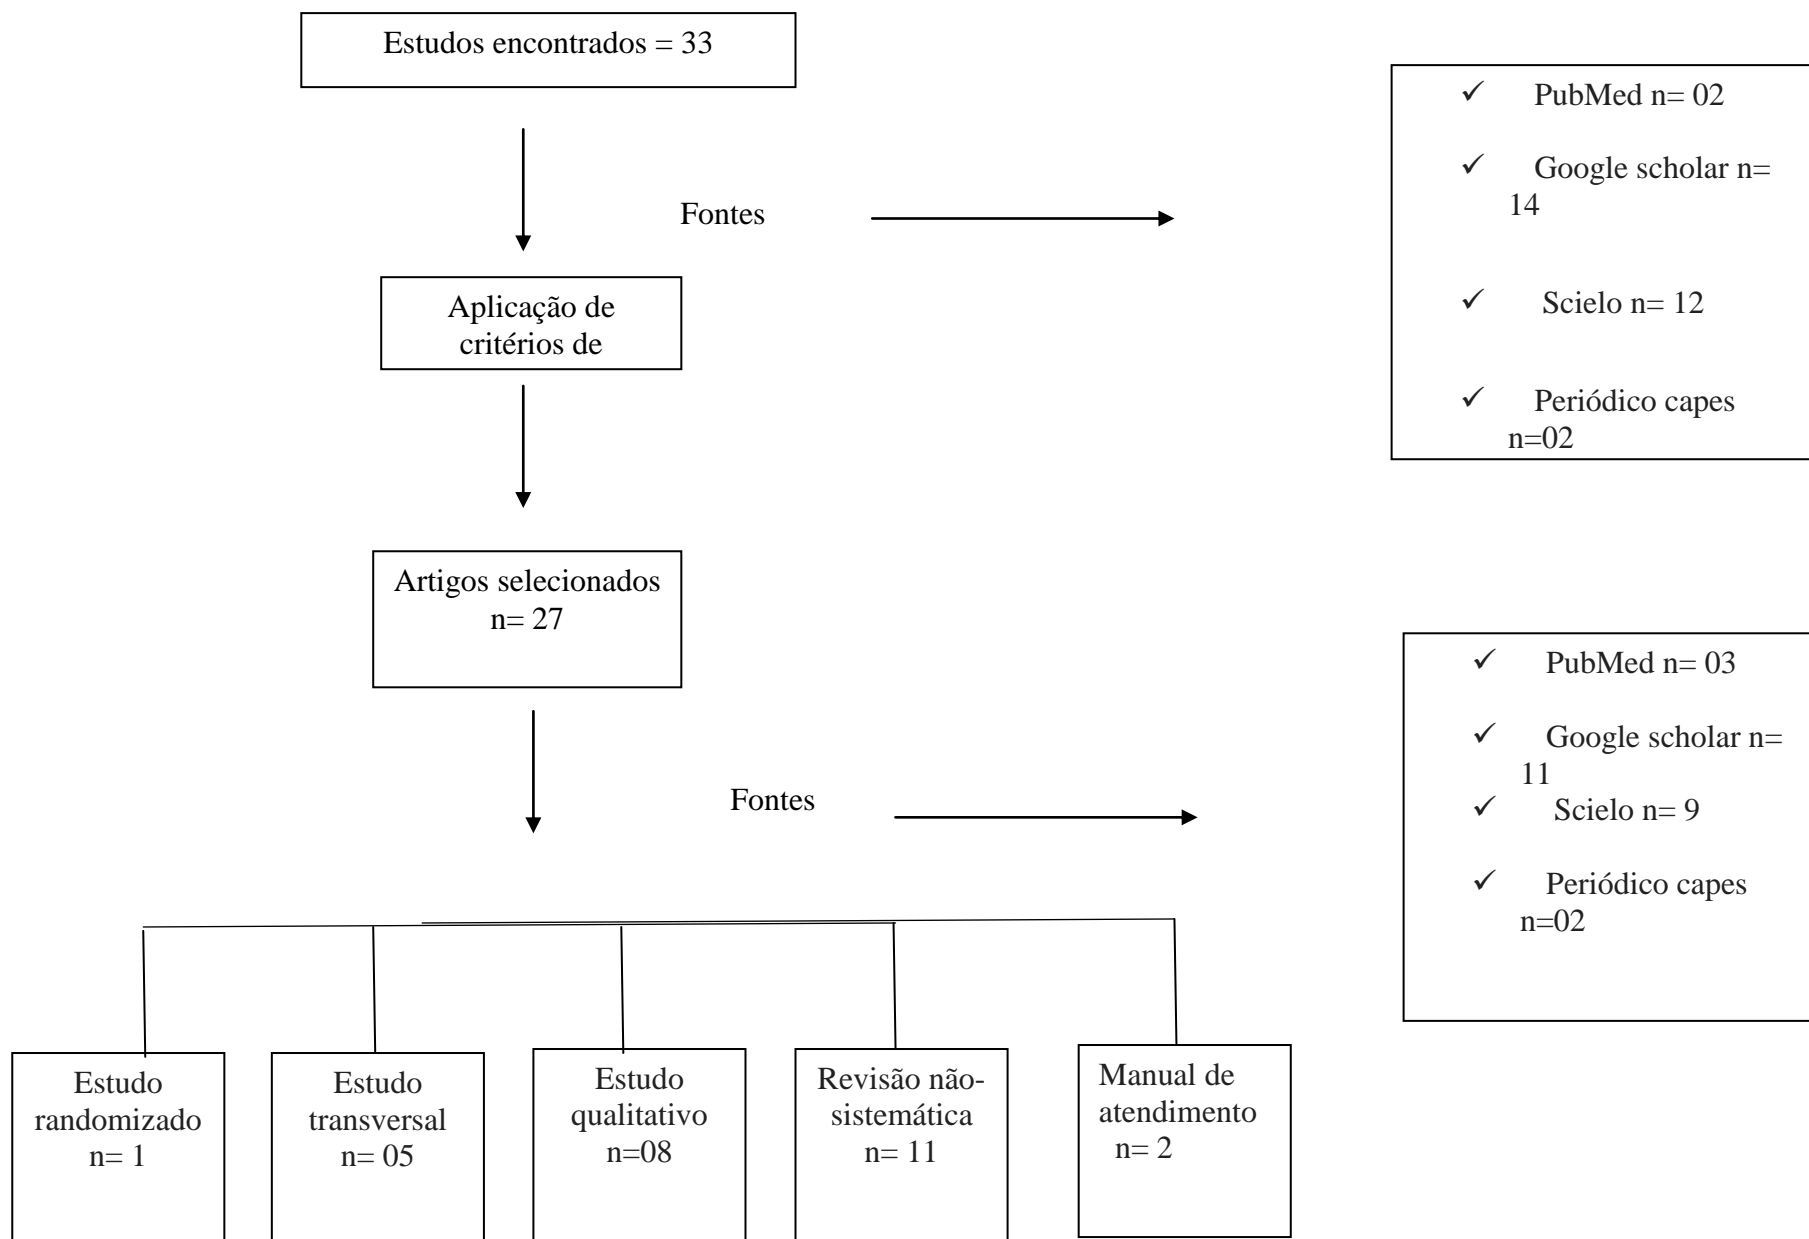 Estudos encontrados = 33
✓ PubMed n= 02
✓ Google scholar n=
14
✓ Scielo n= 12
✓ Periódico capes
n=02
Fontes
Aplicação de
critérios de
Artigos selecionados
n= 27
✓ PubMed n= 03
✓ Google scholar n=
11
✓ Scielo n= 9
✓ Periódico capes
n=02
Fontes
Estudo
randomizado
n= 1
Estudo
transversal
n= 05
Estudo
qualitativo
n=08
Revisão não-
sistemática
n= 11
Manual de
atendimento
n= 2